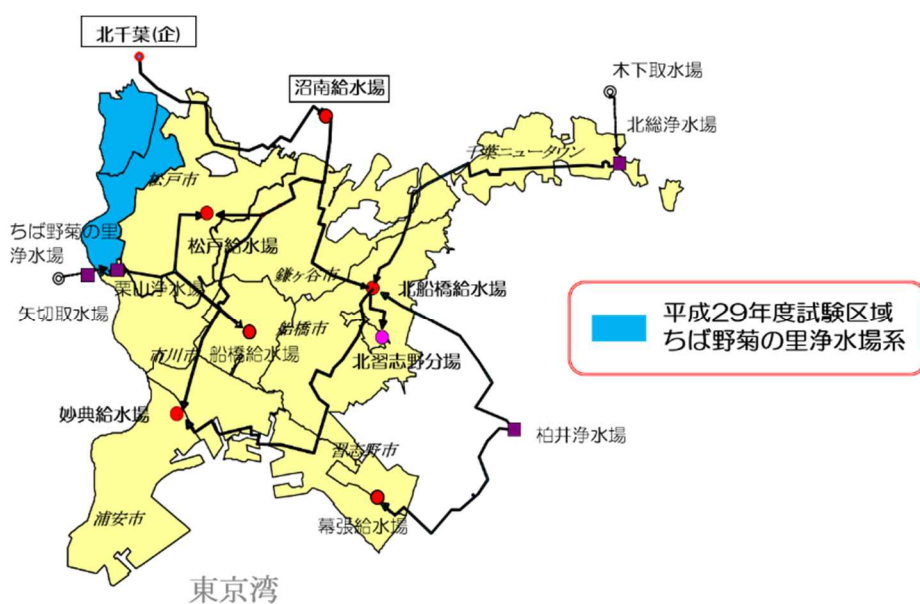 北千葉(企)
沼南給水場
木下取水場
北総浄水場
千葉ニュータウン
松戸市
ちば野菊の里
浄水場
松戸給水場
栗山浄水場
矢切取水場
鎌ヶ谷市
北船橋給水場
船橋市
市川市
船橋給水場
北習志野分場
平成29年度試験区域
ちば野菊の里浄水場系
妙典給水場
習志野市
柏井浄水場
浦安市
幕張給水場
東京湾